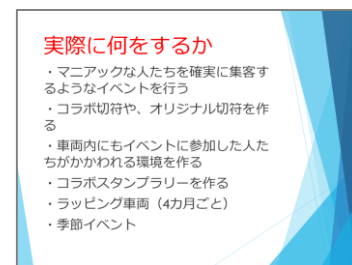 実際に何をするか
・マニアックな人たちを確実に集客す
るようなイベントを行う
・コラボ切符や、オリジナル切符を作
る
・車両内にもイベントに参加した人た
ちがかかわれる環境を作る
・コラボスタンプラリーを作る
・ラッピング車両（4カ月ごと）
・季節イベント